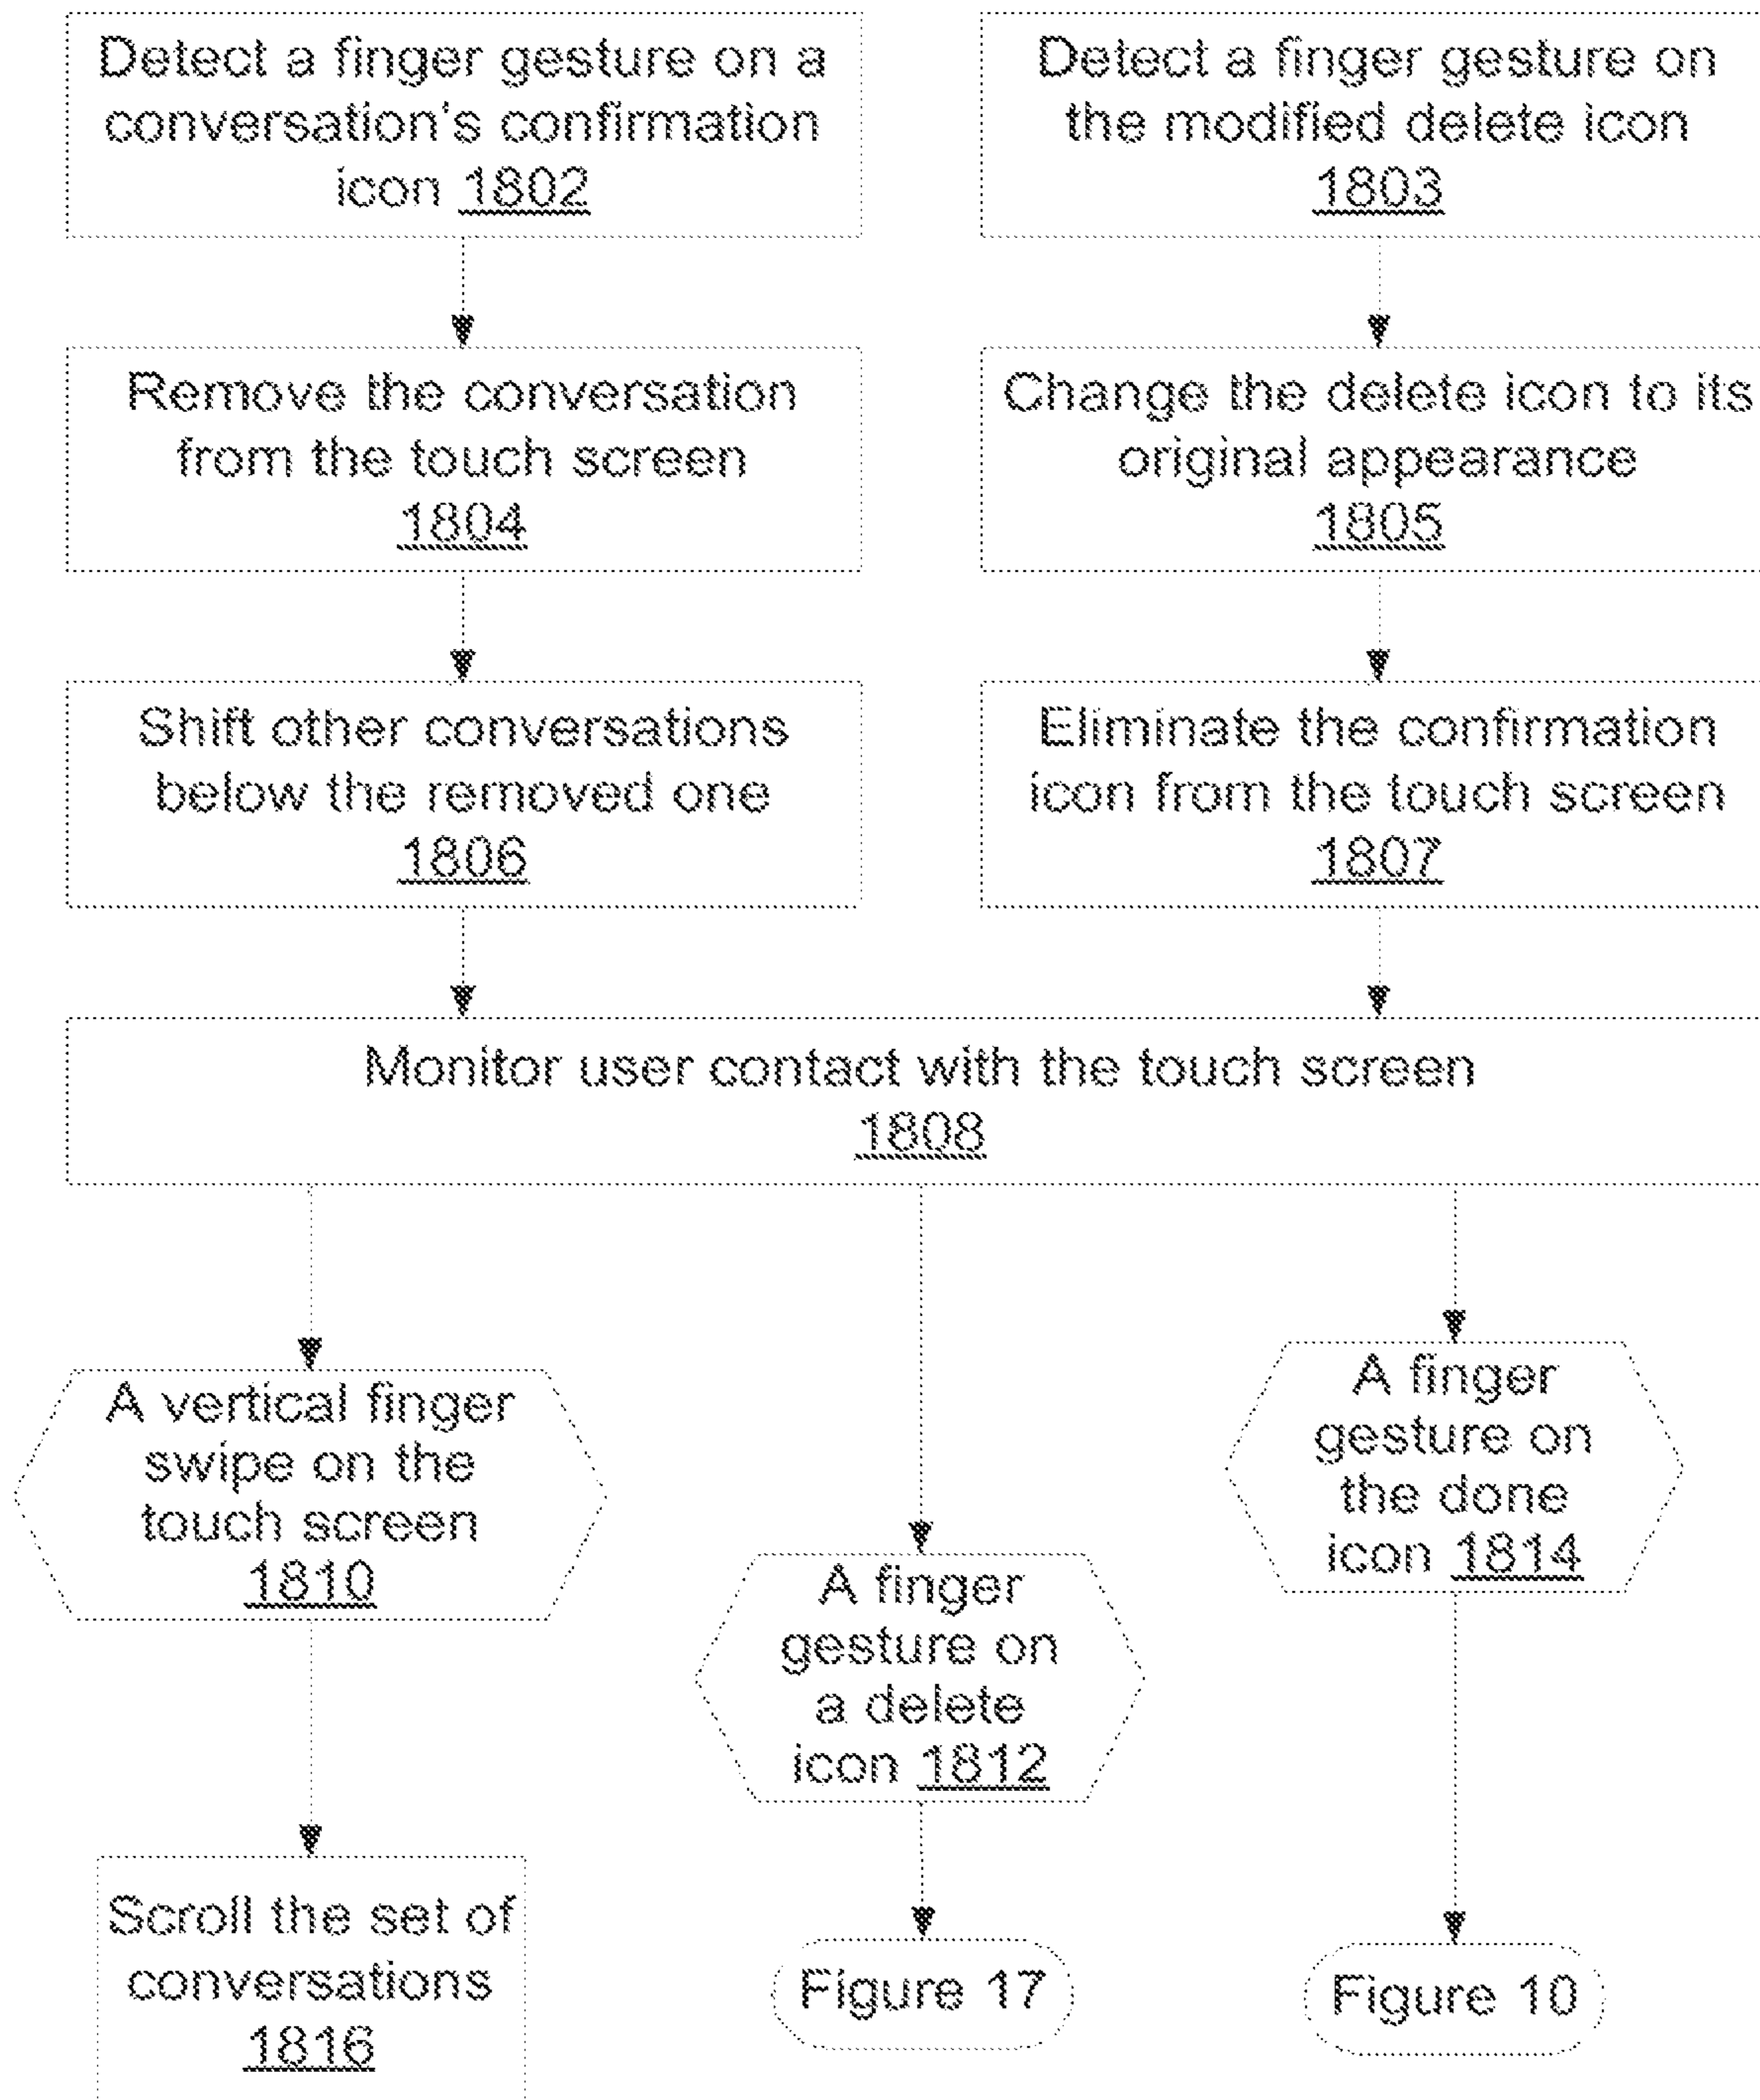 Detect a finger gesture on a
conversation's confirmation
icon 1802
Detect a finger gesture on
the modified delete icon
1803
Remove the conversation
from the touch screen
1804
Change the delete icon to its
original appearance
1805
Shift other conversations
below the removed one
1806
Eliminate the confirmation
icon from the touch screen
1807
Monitor user contact with the touch screen
1808
A vertical finger
swipe on the
touch screen
1810
A finger
gesture on
a delete
icon 1812
A finger
gesture on
the done
icon 1814
Scroll the set of
conversations
1816
Figure 17
Figure 10